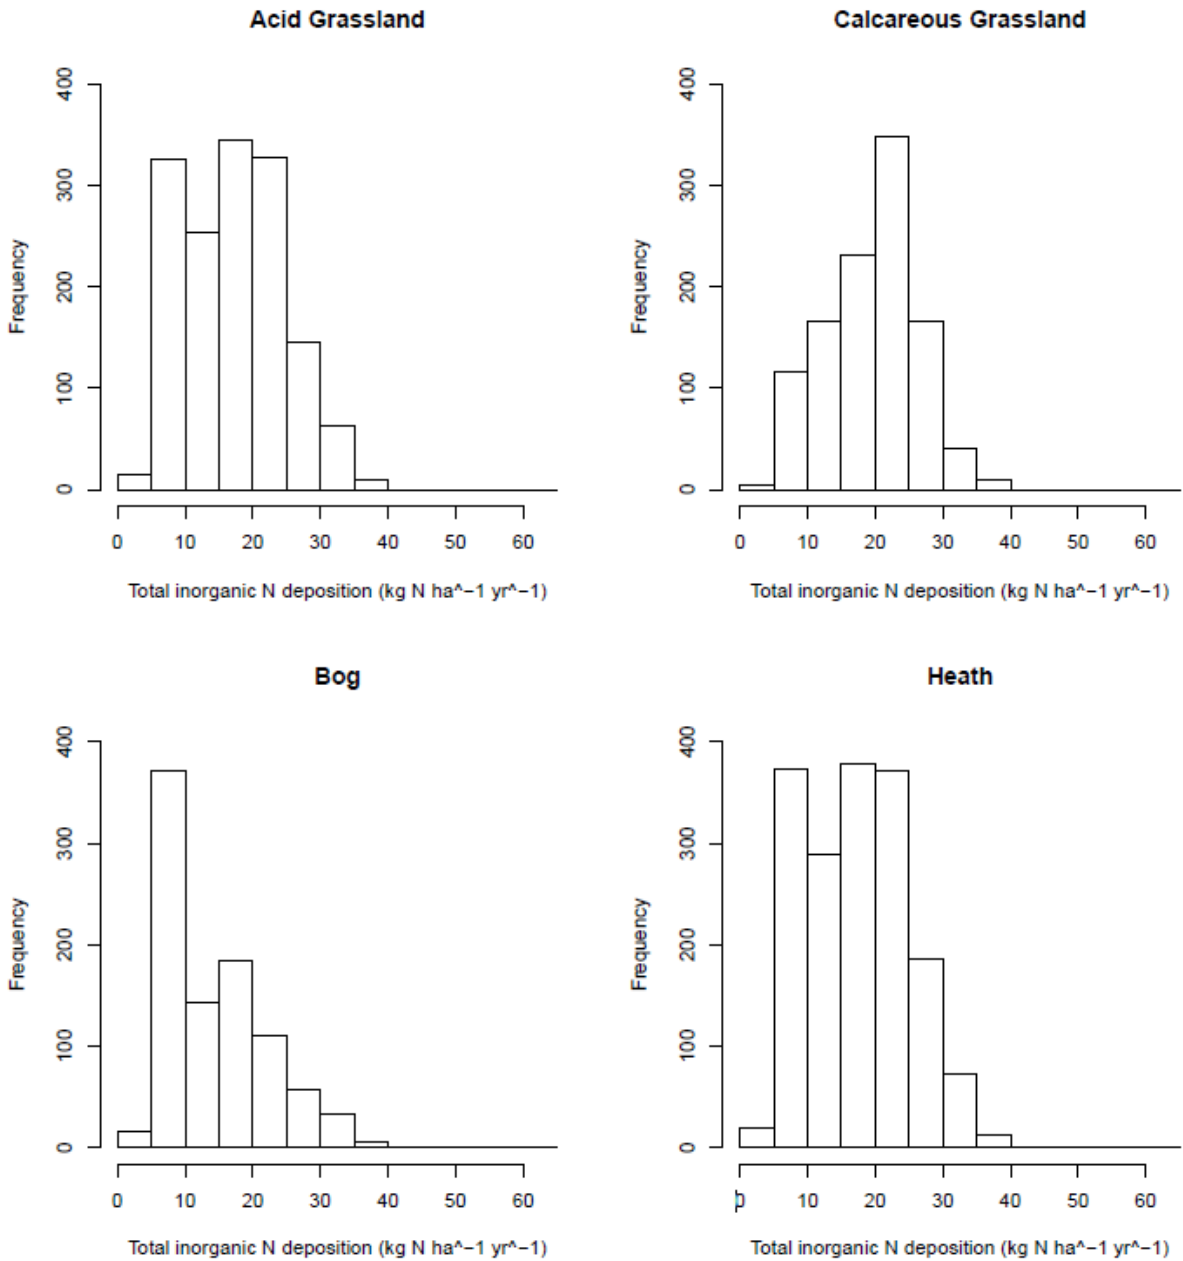 Acid Grassland
Calcareous Grassland
400
300
200
100
0
Frequency
0 10 20 30 40 50 60
Total inorganic N deposition (kg N ha^−1 yr^−1)
400
300
200
100
0
Frequency
0 10 20 30 40 50 60
Total inorganic N deposition (kg N ha^−1 yr^−1)
Bog
Heath
400
300
200
100
0
Frequency
0 10 20 30 40 50 60
Total inorganic N deposition (kg N ha^−1 yr^−1)
400
300
200
100
0
Frequency
0 10 20 30 40 50 60
Total inorganic N deposition (kg N ha^−1 yr^−1)